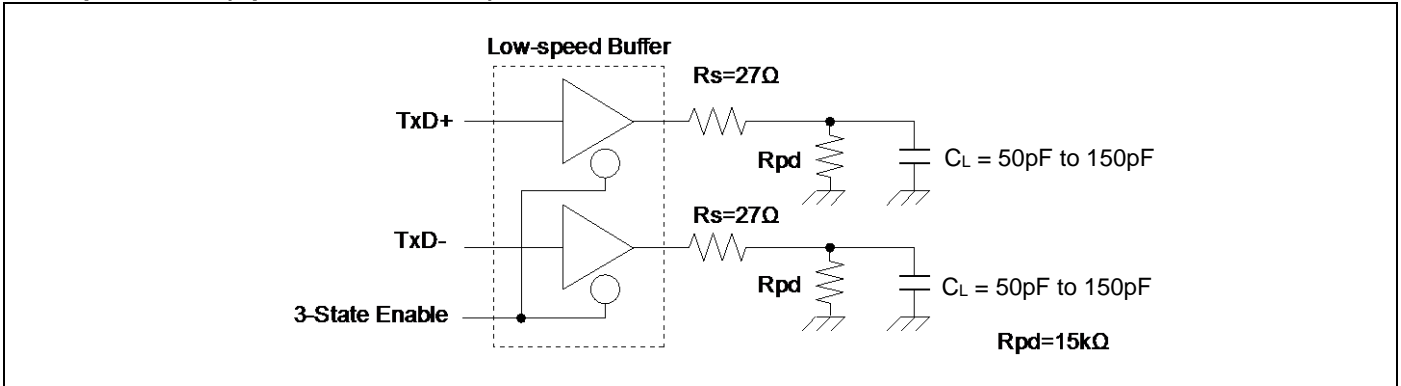 Low-speed Buffer
Rs=27Ω
TxD+
Rpd
CL = 50pF to 150pF
Rs=27Ω
TxD-
Rpd
CL = 50pF to 150pF
3-State Enable
Rpd=15kΩ